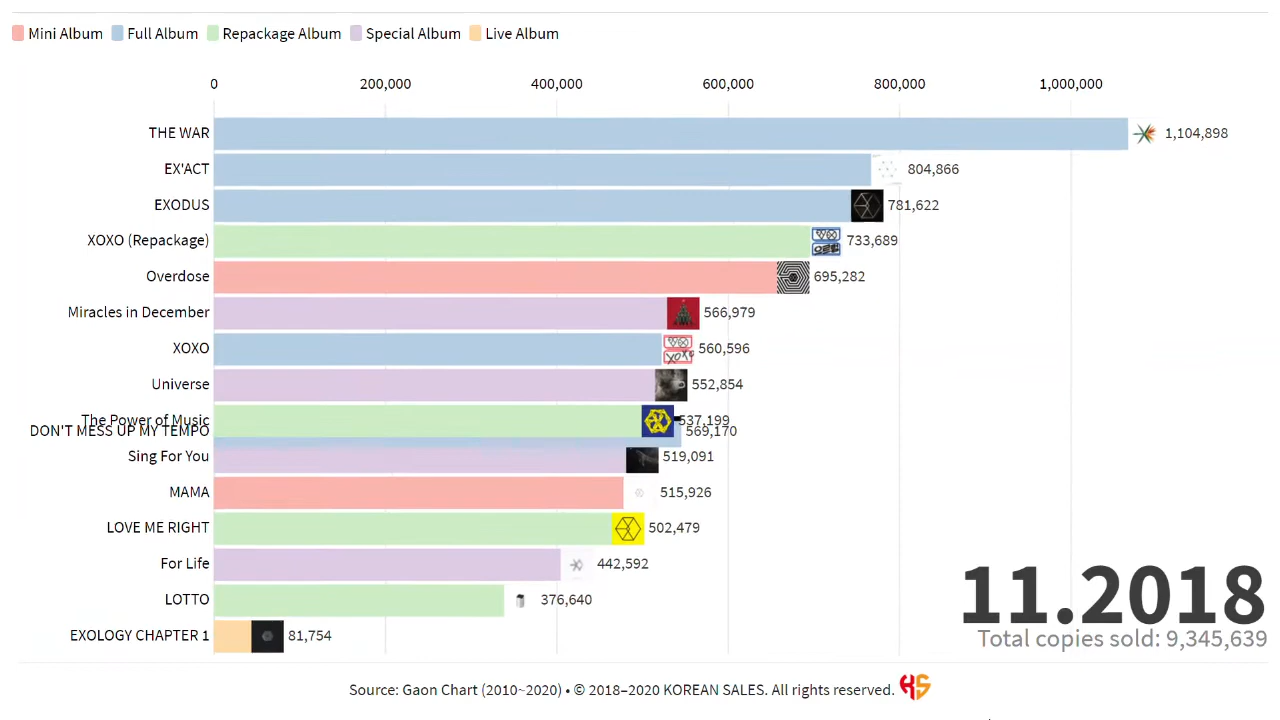 Mini Album Full Album Repackage Album Special Album Live Album
0 200,000 400,000 600,000 800,000 1,000,000
THE WAR 1,104,898
EX'ACT 804,866
EXODUS 781,622
XOXO (Repackage) 733,689
Overdose 695,282
Miracles in December 566,979
XOXO 560,596
Universe 552,854
The Power of Music 537,199
DON'T MESS UP MY TEMPO 569,170
Sing For You 519,091
MAMA 515,926
LOVE ME RIGHT 502,479
For Life 442,592
LOTTO 376,640
EXOLOGY CHAPTER 1 81,754
11.2018
Total copies sold: 9,345,639
Source: Gaon Chart (2010~2020) • © 2018–2020 KOREAN SALES. All rights reserved. KS